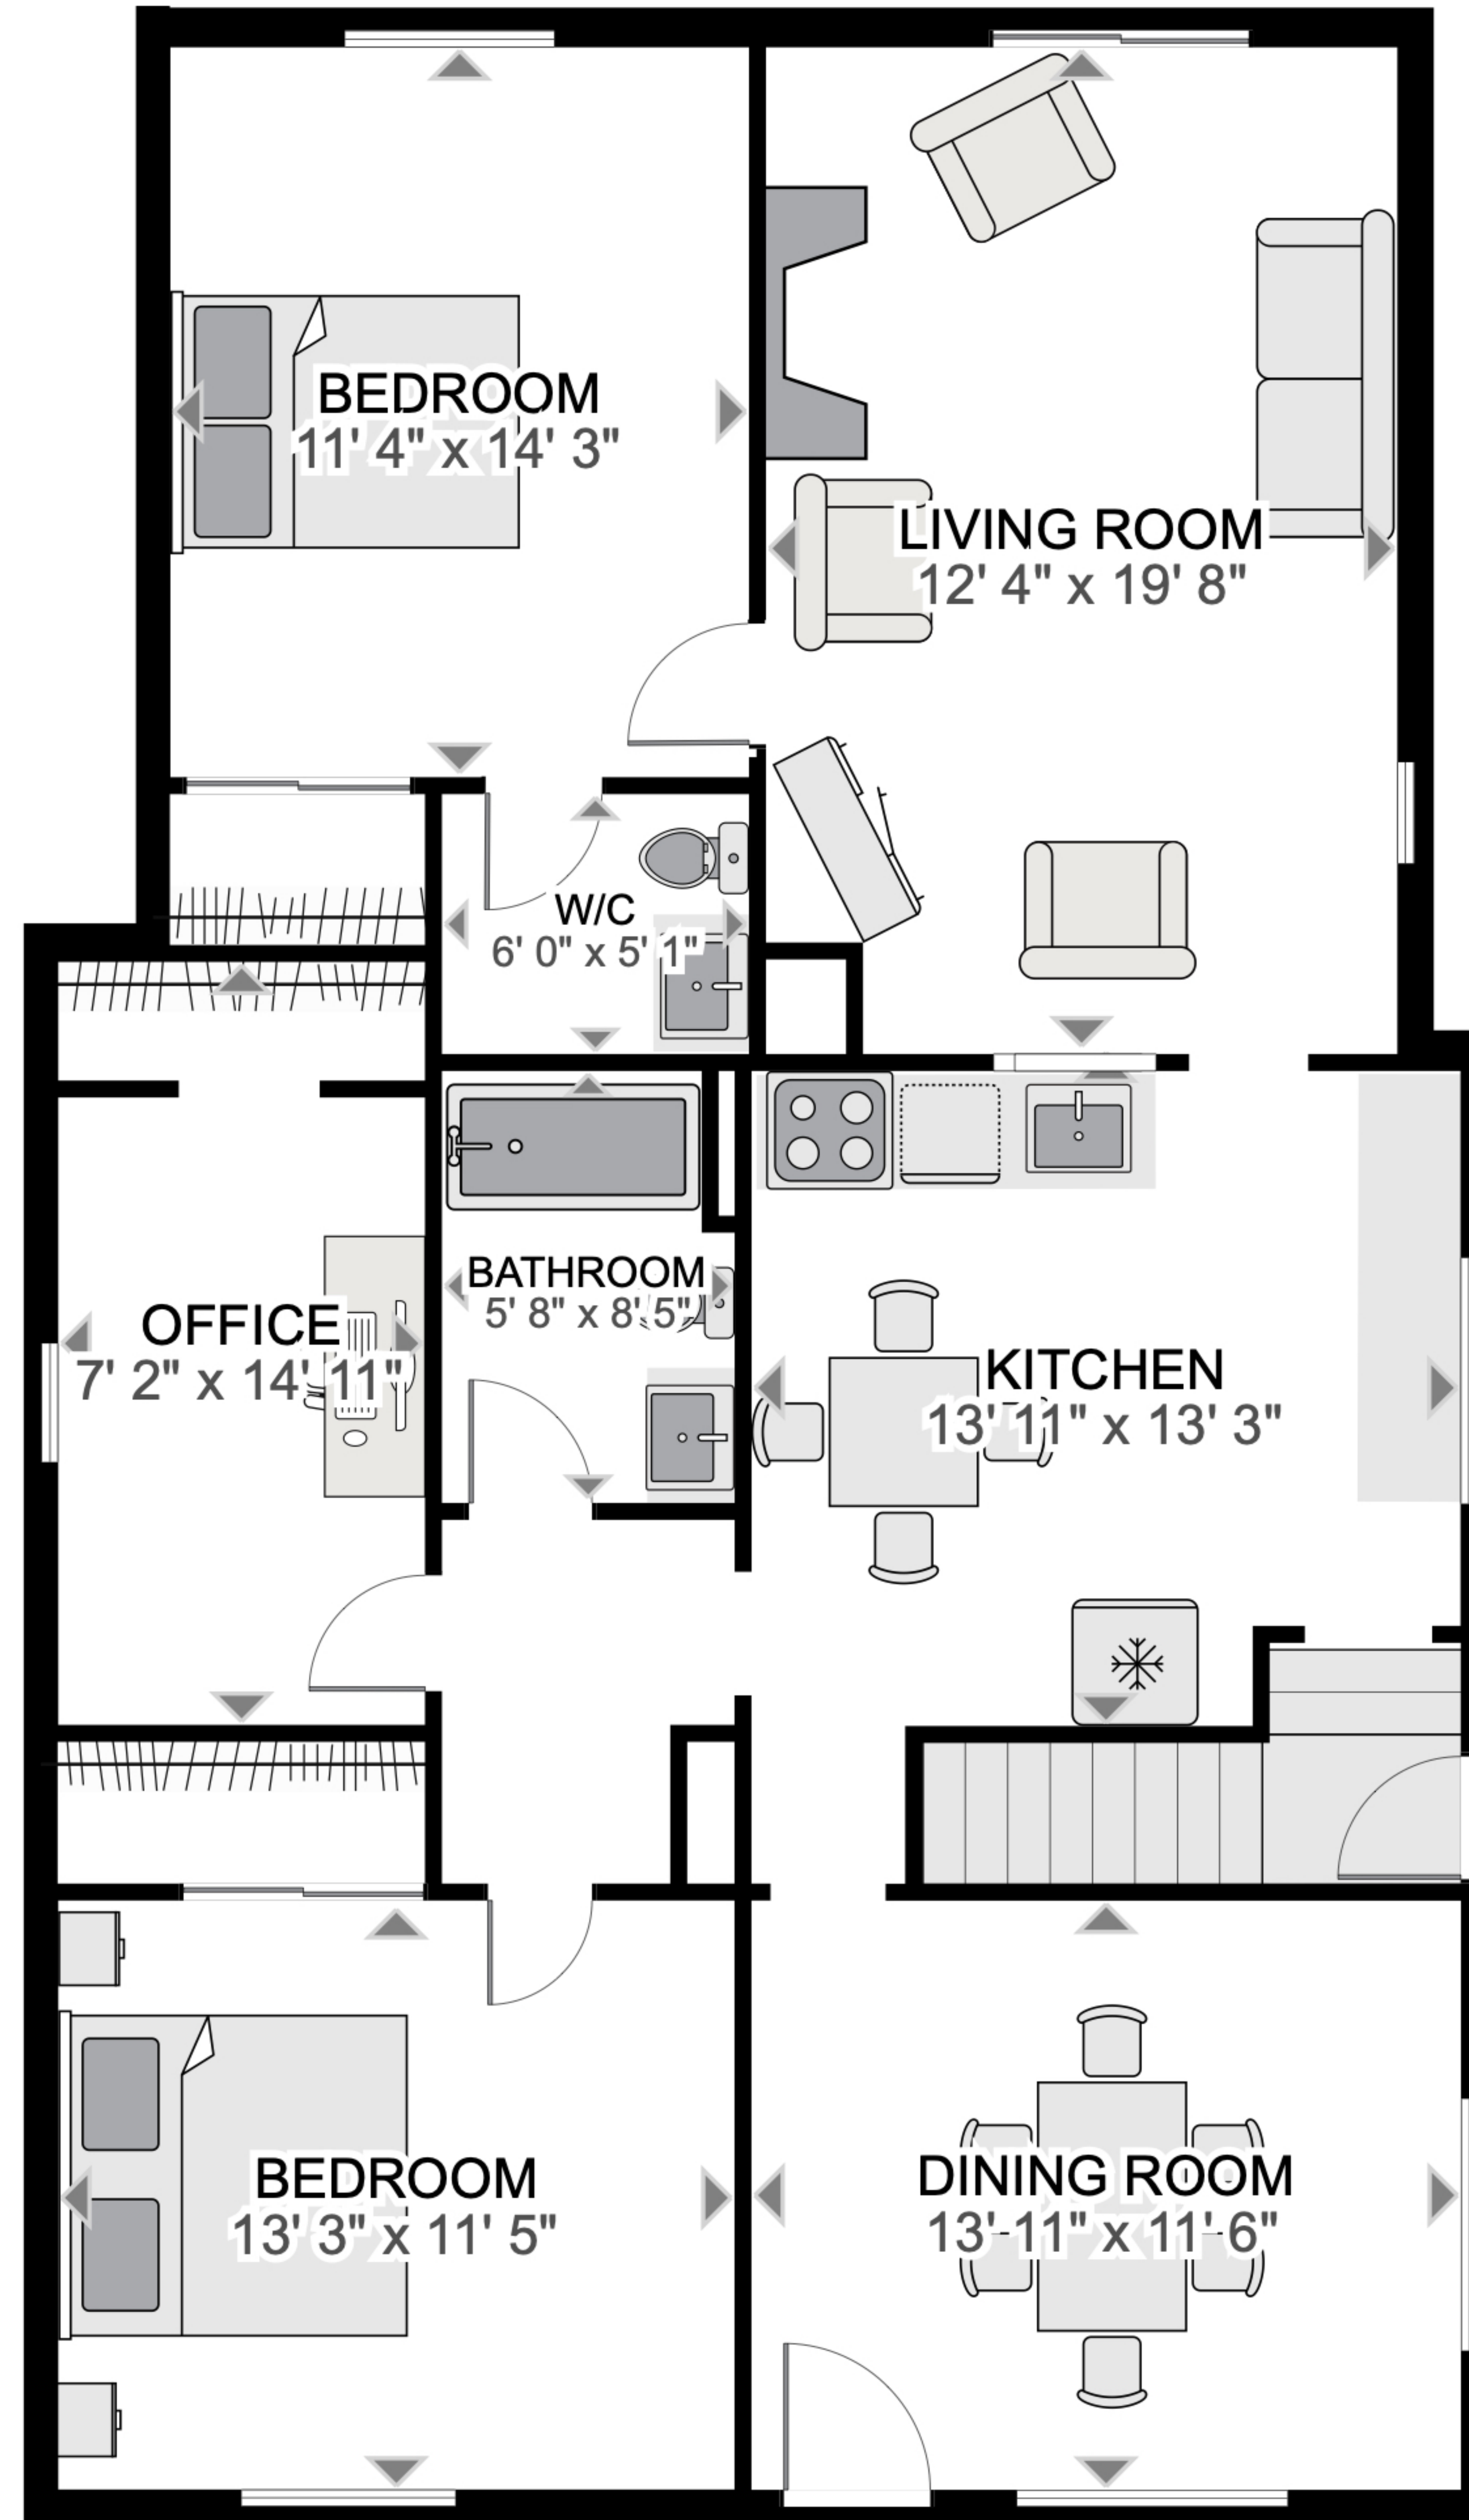 BEDROOM
11' 4" x 14' 3"
LIVING ROOM
12' 4" x 19' 8"
W/C
6' 0" x 5' 1"
BATHROOM
5' 8" x 8' 5"
OFFICE
7' 2" x 14' 11"
KITCHEN
13' 11" x 13' 3"
BEDROOM
13' 3" x 11' 5"
DINING ROOM
13' 11" x 11' 6"